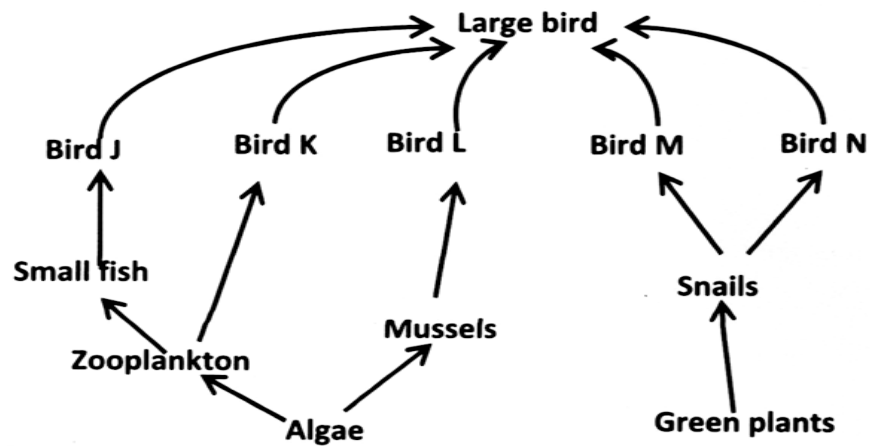 Large bird
Bird J
Bird K
Bird L
Bird M
Bird N
Small fish
Snails
Mussels
Zooplankton
Algae
Green plants